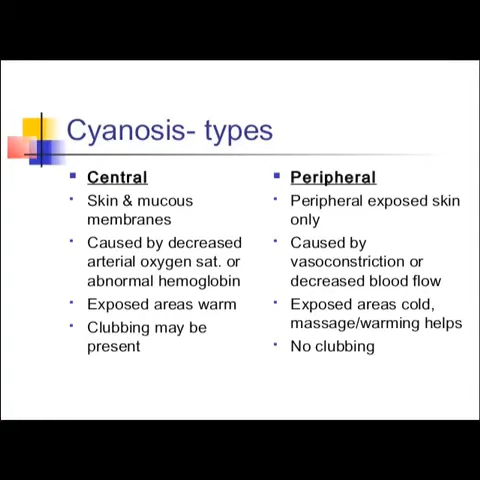 Cyanosis- types
Central
Skin & mucous
membranes
Caused by decreased
arterial oxygen sat. or
abnormal hemoglobin
Exposed areas warm
Clubbing may be
present
Peripheral
Peripheral exposed skin
only
Caused by
vasoconstriction or
decreased blood flow
Exposed areas cold,
massage/warming helps
No clubbing